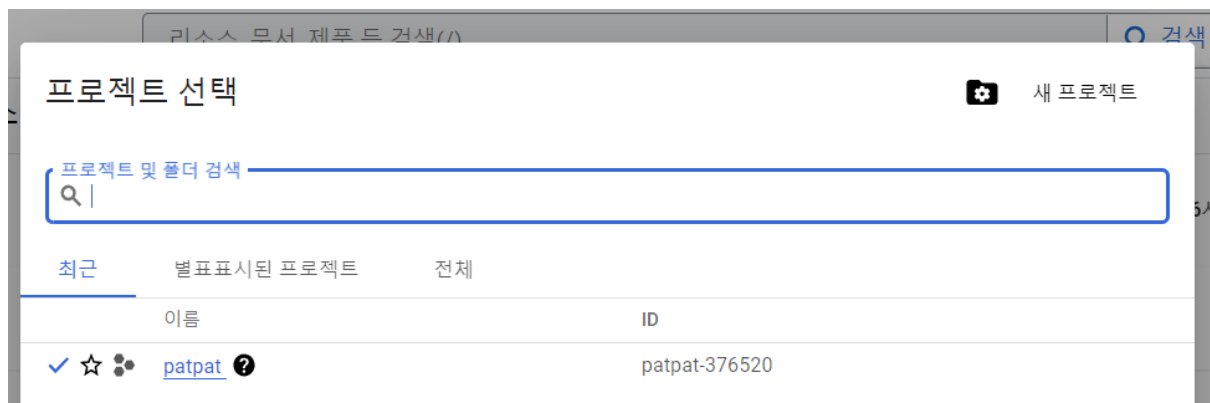 리소스, 문서, 제품 등 검색(/)
검색
프로젝트 선택
새 프로젝트
프로젝트 및 폴더 검색
최근
별표표시된 프로젝트
전체
이름
ID
patpat
patpat-376520